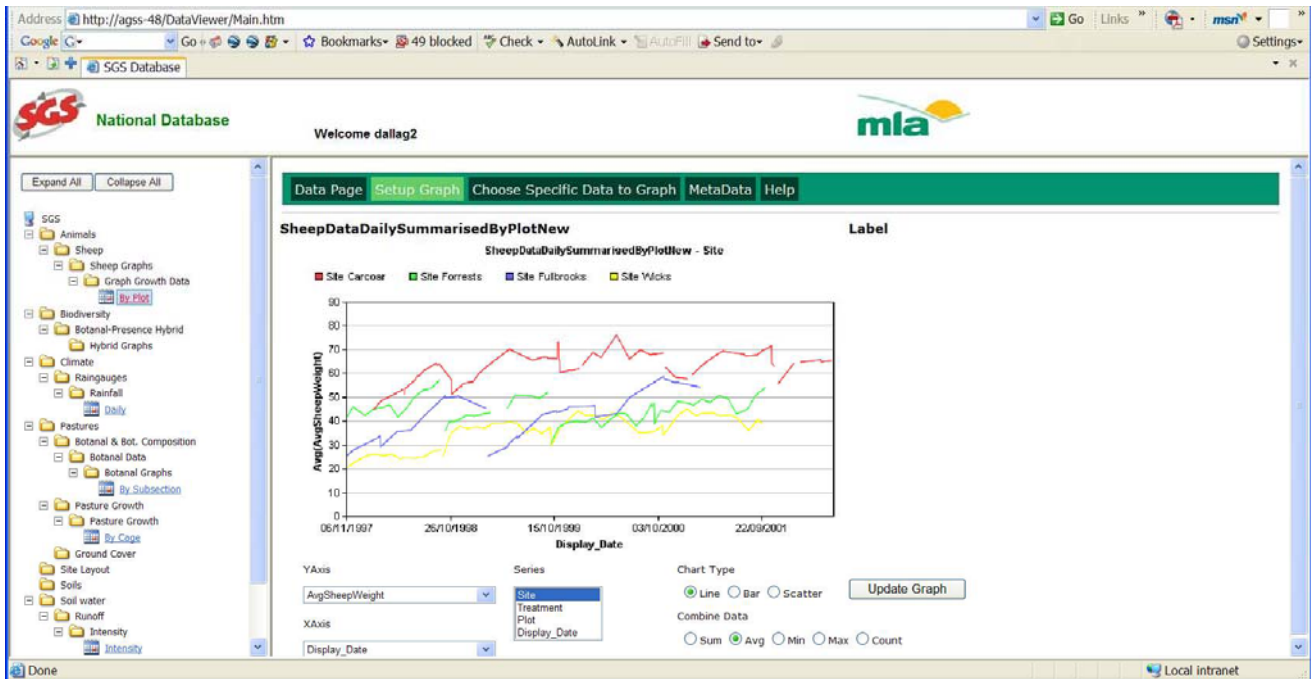 Address http://agss-48/DataViewer/Main.htm Go Links » msn »
Google G Go Bookmarks 49 blocked Check AutoLink AutoFill Send to Settings
SGS Database
SGS National Database
Welcome dallag2
mla
Expand All Collapse All
SGS
Animals
Sheep
Sheep Graphs
Graph Growth Data
By Plot
Biodiversity
Botanal-Presence Hybrid
Hybrid Graphs
Climate
Raingauges
Rainfall
Daily
Pastures
Botanal & Bot. Composition
Botanal Data
Botanal Graphs
By Subsection
Pasture Growth
Pasture Growth
By Cage
Ground Cover
Site Layout
Soils
Soil water
Runoff
Intensity
Intensity
Data Page Setup Graph Choose Specific Data to Graph MetaData Help
SheepDataDailySummarisedByPlotNew
Label
SheepDataDailySummarisedByPlotNew - Site
Site Carcoar Site Forrests Site Fulbrooks Site Wicks
90
80
70
60
50
40
30
20
10
0
Avg(AvgSheepWeight)
06/11/1997 26/10/1998 15/10/1999 03/10/2000 22/09/2001
Display_Date
YAxis
AvgSheepWeight
XAxis
Display_Date
Series
Site
Treatment
Plot
Display_Date
Chart Type
Line Bar Scatter
Combine Data
Sum Avg Min Max Count
Update Graph
Done
Local intranet